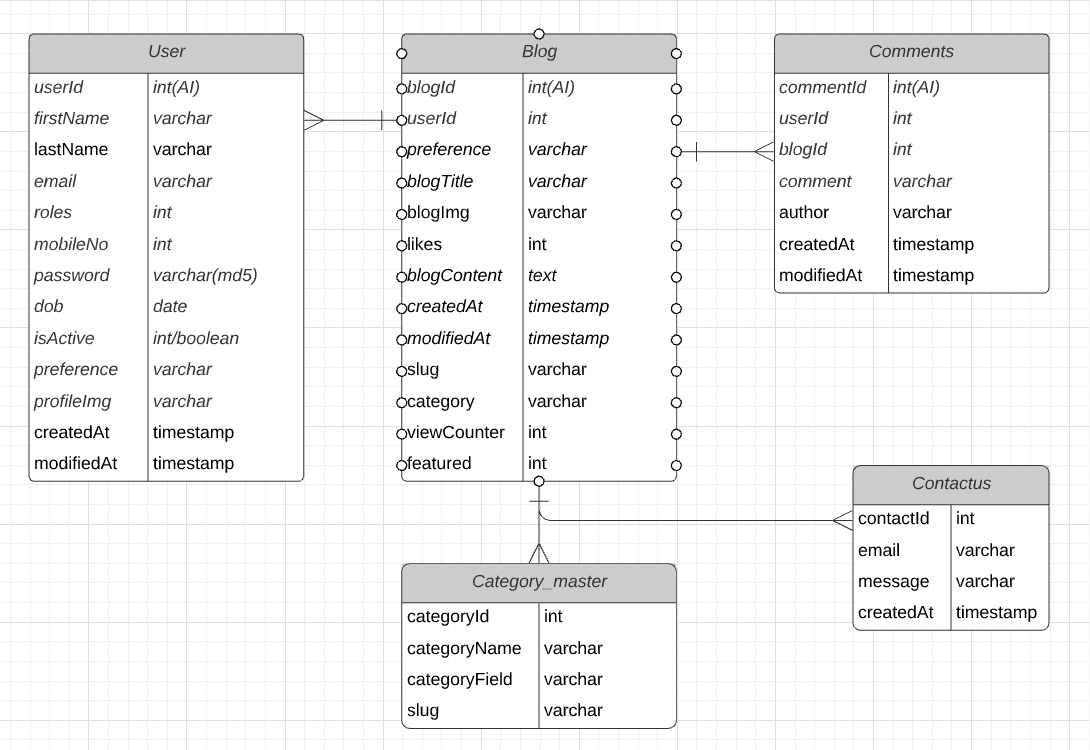 User
userId int(AI)
firstName varchar
lastName varchar
email varchar
roles int
mobileNo int
password varchar(md5)
dob date
isActive int/boolean
preference varchar
profileImg varchar
createdAt timestamp
modifiedAt timestamp
Blog
blogId int(AI)
userId int
preference varchar
blogTitle varchar
blogImg varchar
likes int
blogContent text
createdAt timestamp
modifiedAt timestamp
slug varchar
category varchar
viewCounter int
featured int
Comments
commentId int(AI)
userId int
blogId int
comment varchar
author varchar
createdAt timestamp
modifiedAt timestamp
Contactus
contactId int
email varchar
message varchar
createdAt timestamp
Category_master
categoryId int
categoryName varchar
categoryField varchar
slug varchar